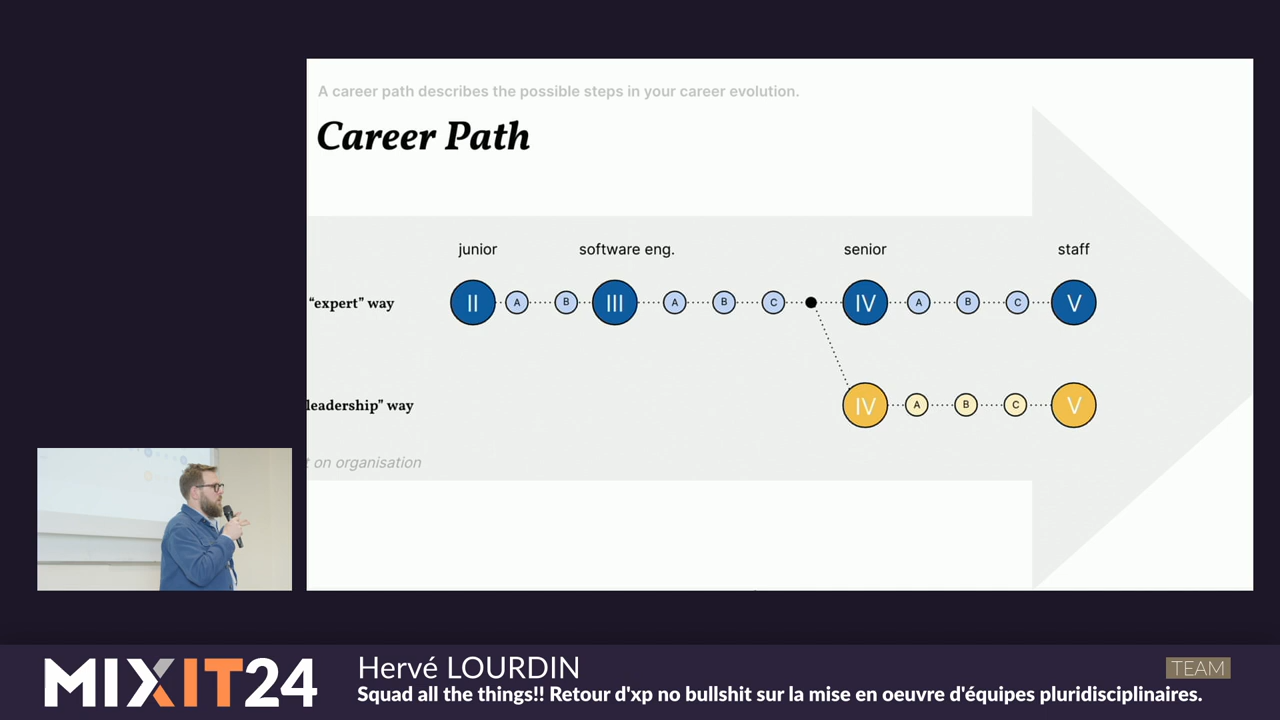 A career path describes the possible steps in your career evolution.
Career Path
junior software eng. senior staff
“expert” way II A B III A B C IV A B C V
leadership” way IV A B C V
t on organisation
MIXIT24
Hervé LOURDIN
TEAM
Squad all the things!! Retour d'xp no bullshit sur la mise en oeuvre d'équipes pluridisciplinaires.